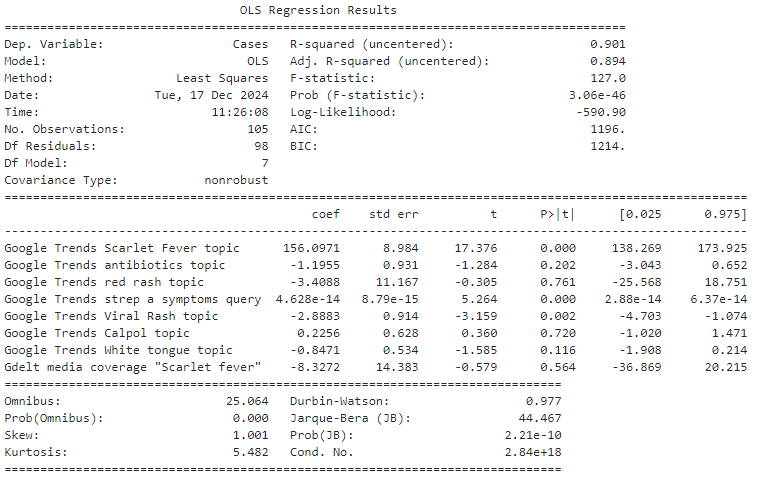 OLS Regression Results
==============================================================================
Dep. Variable: Cases R-squared (uncentered): 0.901
Model: OLS Adj. R-squared (uncentered): 0.894
Method: Least Squares F-statistic: 127.0
Date: Tue, 17 Dec 2024 Prob (F-statistic): 3.06e-46
Time: 11:26:08 Log-Likelihood: -590.90
No. Observations: 105 AIC: 1196.
Df Residuals: 98 BIC: 1214.
Df Model: 7
Covariance Type: nonrobust
==============================================================================
coef std err t P>|t| [0.025 0.975]
------------------------------------------------------------------------------
Google Trends Scarlet Fever topic 156.0971 8.984 17.376 0.000 138.269 173.925
Google Trends antibiotics topic -1.1955 0.931 -1.284 0.202 -3.043 0.652
Google Trends red rash topic -3.4088 11.167 -0.305 0.761 -25.568 18.751
Google Trends strep a symptoms query 4.628e-14 8.79e-15 5.264 0.000 2.88e-14 6.37e-14
Google Trends Viral Rash topic -2.8883 0.914 -3.159 0.002 -4.703 -1.074
Google Trends Calpol topic 0.2256 0.628 0.360 0.720 -1.020 1.471
Google Trends White tongue topic -0.8471 0.534 -1.585 0.116 -1.908 0.214
Gdelt media coverage "Scarlet fever" -8.3272 14.383 -0.579 0.564 -36.869 20.215
==============================================================================
Omnibus: 25.064 Durbin-Watson: 0.977
Prob(Omnibus): 0.000 Jarque-Bera (JB): 44.467
Skew: 1.001 Prob(JB): 2.21e-10
Kurtosis: 5.482 Cond. No. 2.84e+18
==============================================================================